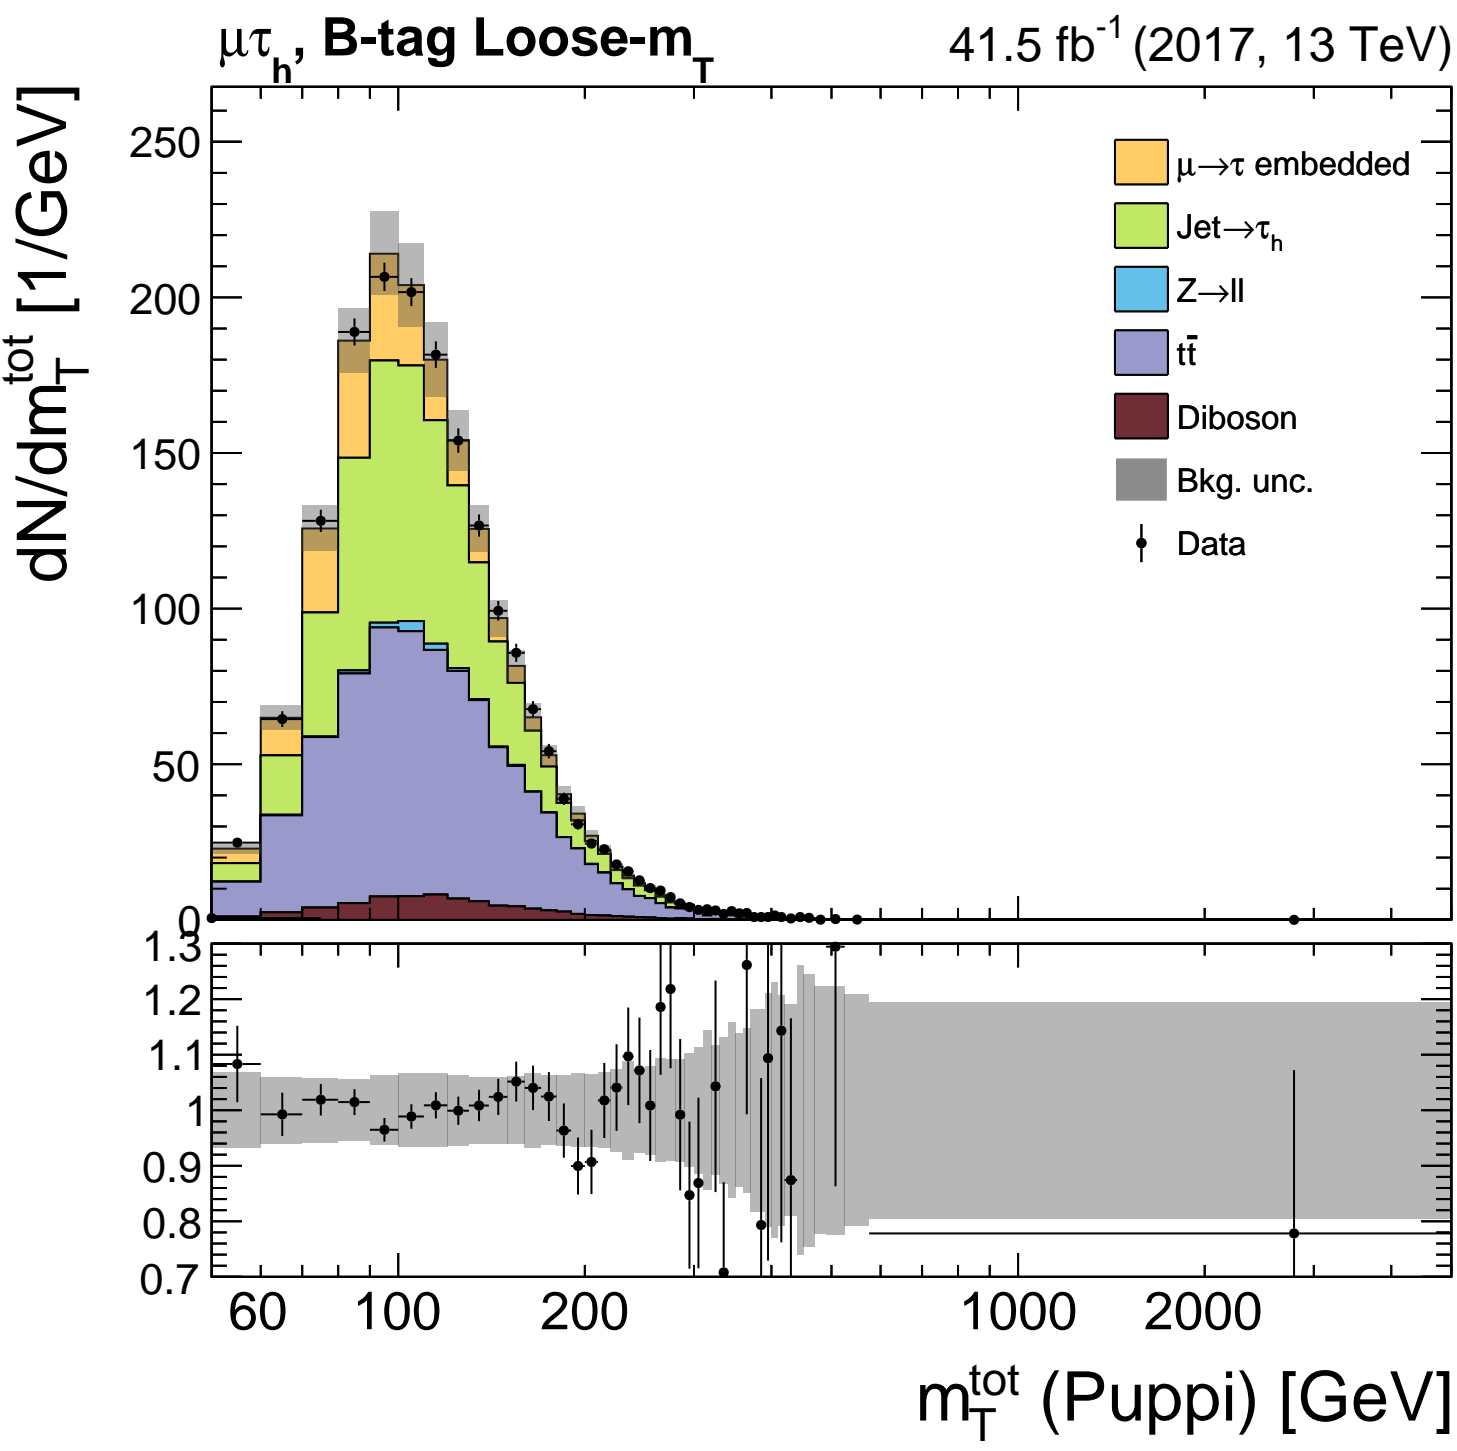 μτh, B-tag Loose-mT
41.5 fb-1 (2017, 13 TeV)
dN/dmTtot [1/GeV]
250
200
150
100
50
0
μ→τ embedded
Jet→τh
Z→ll
tt̄
Diboson
Bkg. unc.
Data
1.3
1.2
1.1
1
0.9
0.8
0.7
60 100 200 1000 2000
mTtot (Puppi) [GeV]